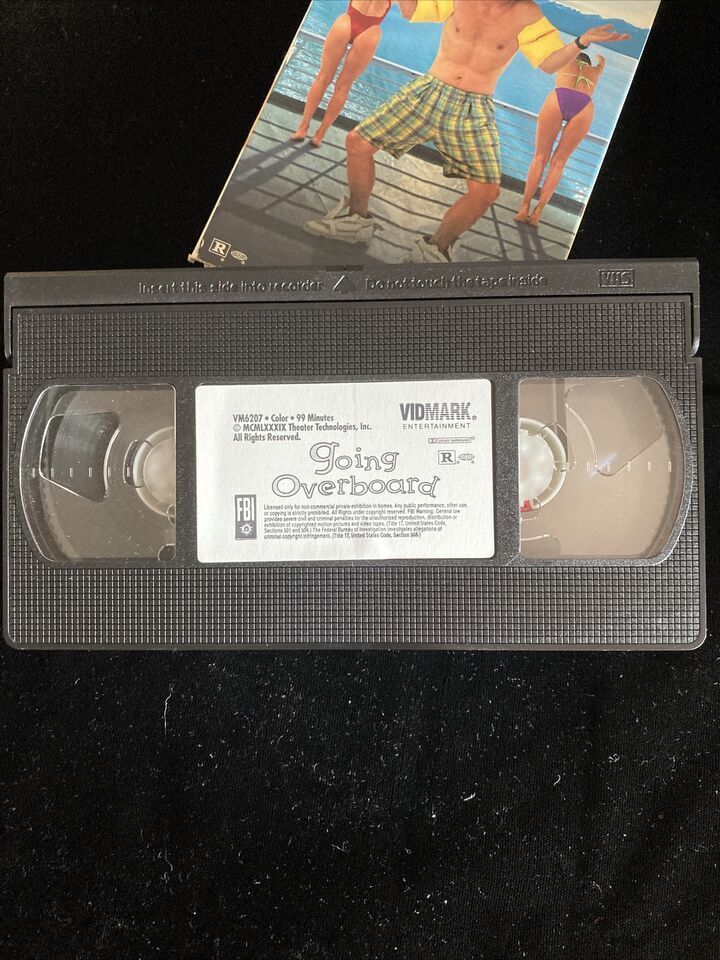 R
Insert this side into recorder Do not touch the tape inside VHS
VM6207 • Color • 99 Minutes
© MCMLXXXIX Theater Technologies, Inc.
All Rights Reserved.
VIDMARK®
ENTERTAINMENT
DOLBY SURROUND
R
going
Overboard
FBI
Licensed only for non-commercial private exhibition in homes. Any public performance, other use,
or copying is strictly prohibited. All Rights under copyright reserved. FBI Warning: General law
provides severe civil and criminal penalties for the unauthorized reproduction, distribution or
exhibition of copyrighted motion pictures and video tapes. (Title 17, United States Code,
Sections 501 and 506.) The Federal Bureau of Investigation investigates allegations of
criminal copyright infringement. (Title 17, United States Code, Section 506.)